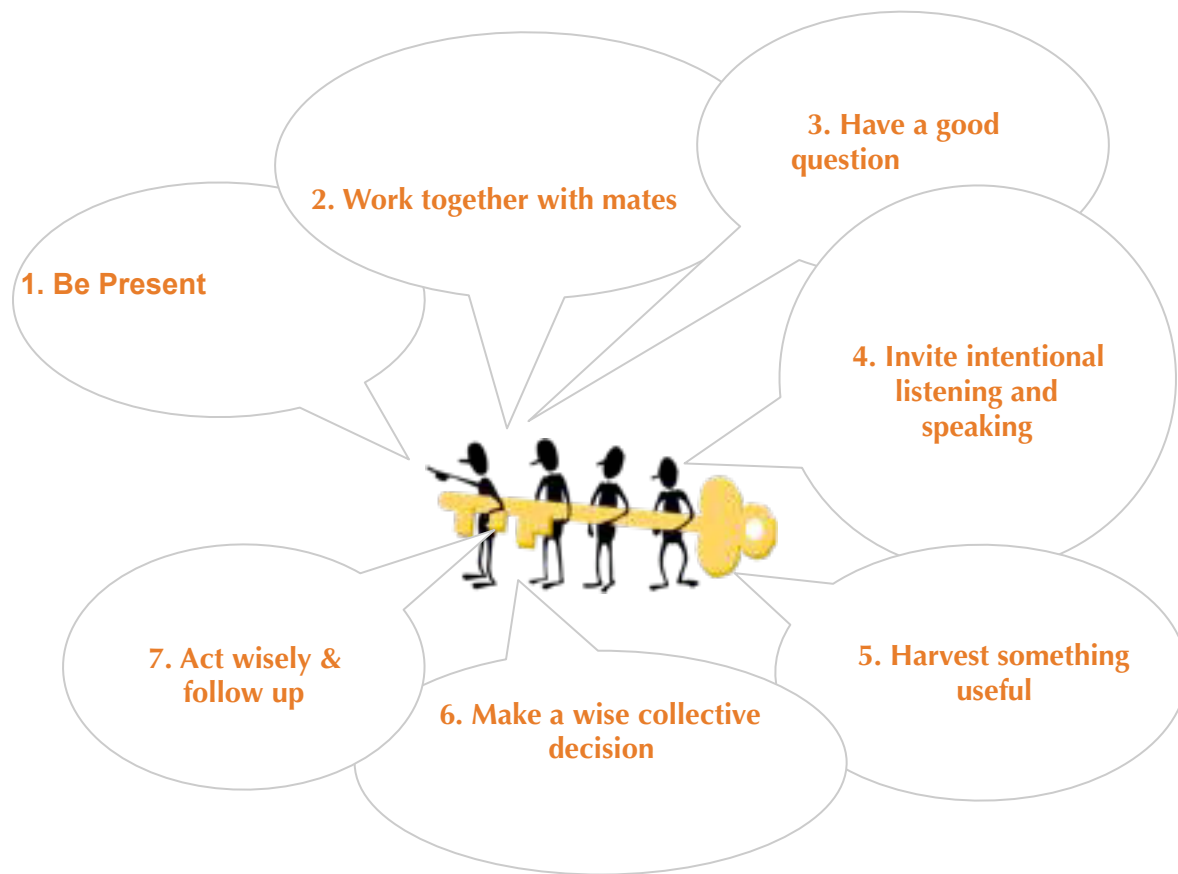 1. Be Present
2. Work together with mates
3. Have a good
question
4. Invite intentional
listening and
speaking
5. Harvest something
useful
6. Make a wise collective
decision
7. Act wisely &
follow up